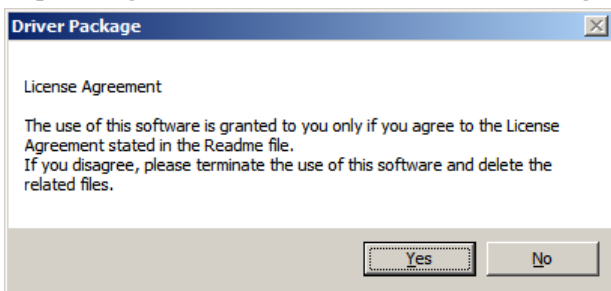 Driver Package
License Agreement
The use of this software is granted to you only if you agree to the License
Agreement stated in the Readme file.
If you disagree, please terminate the use of this software and delete the
related files.
Yes
No